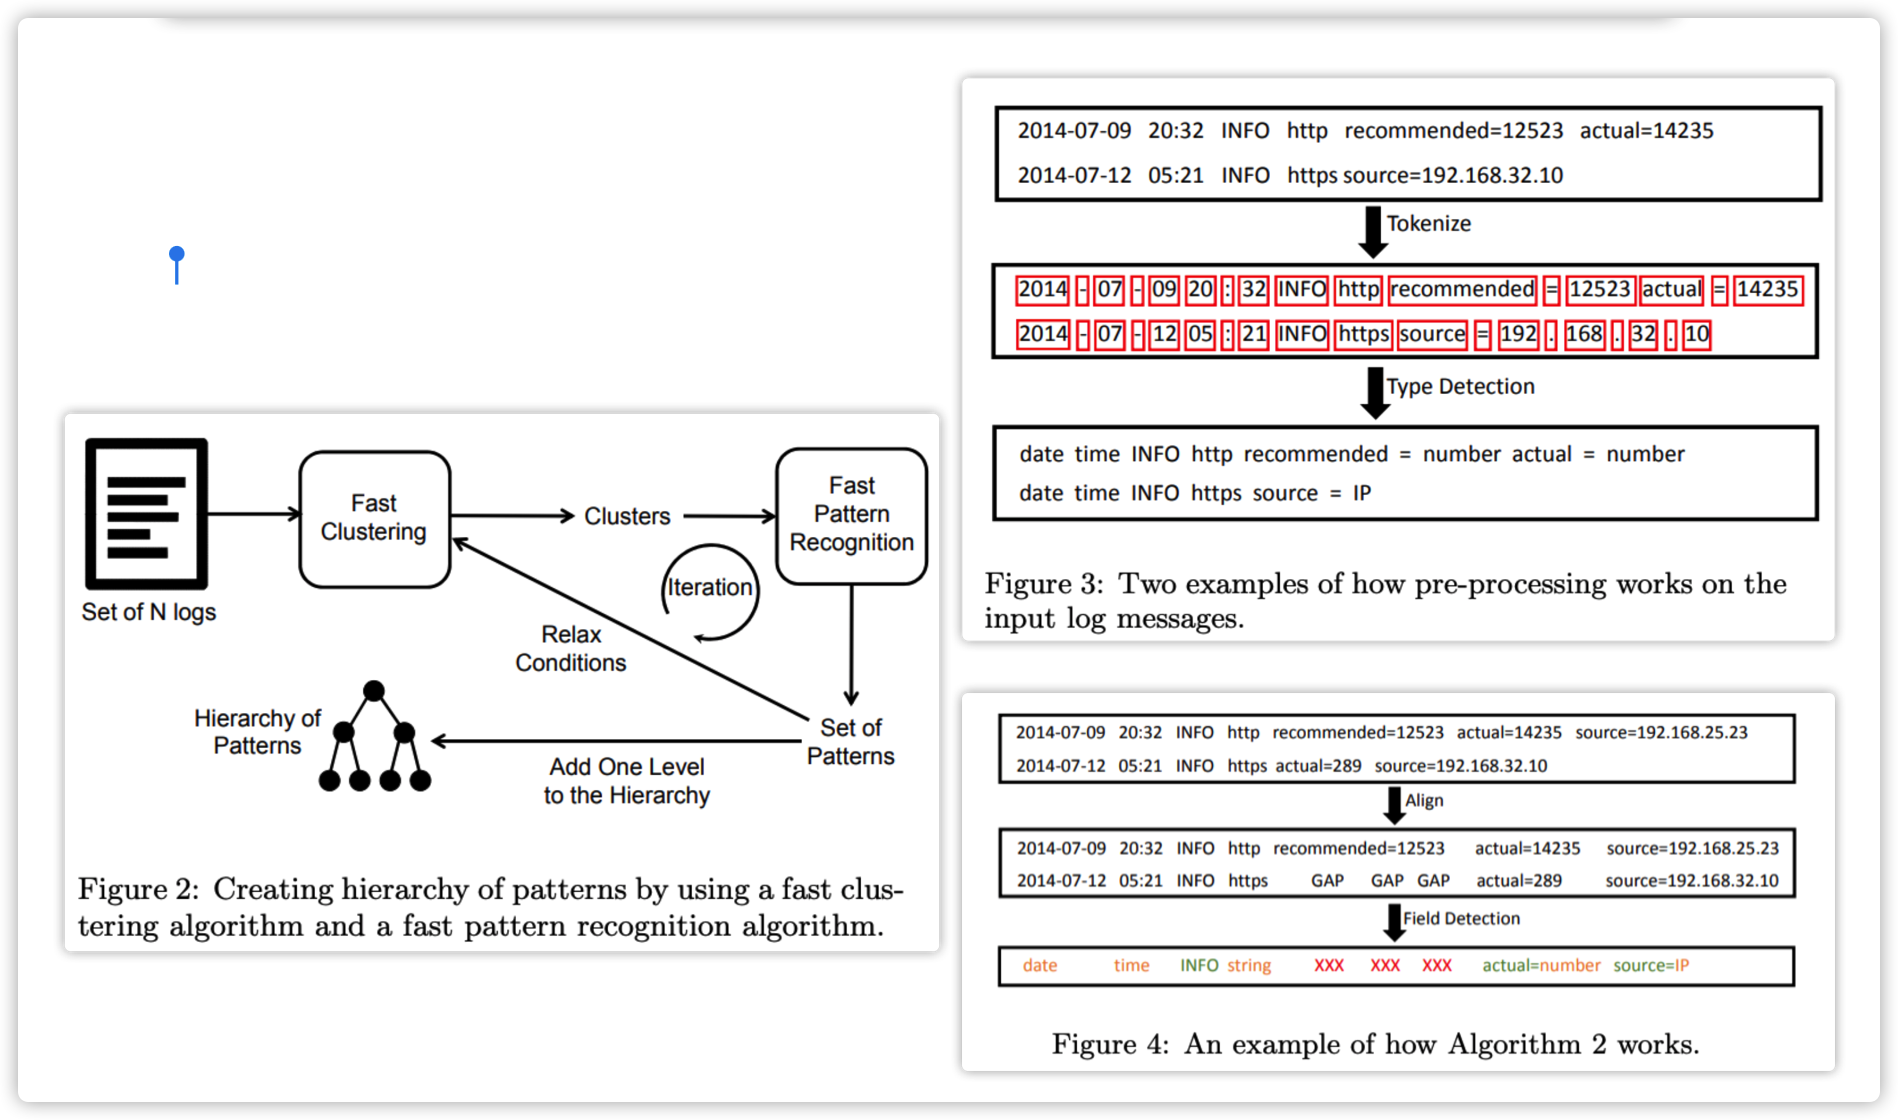 Set of N logs
Fast
Clustering
Clusters
Fast
Pattern
Recognition
Iteration
Relax
Conditions
Set of
Patterns
Add One Level
to the Hierarchy
Hierarchy of
Patterns
Figure 2: Creating hierarchy of patterns by using a fast clus-
tering algorithm and a fast pattern recognition algorithm.
2014-07-09 20:32 INFO http recommended=12523 actual=14235
2014-07-12 05:21 INFO https source=192.168.32.10
Tokenize
2014 - 07 - 09 20 : 32 INFO http recommended = 12523 actual = 14235
2014 - 07 - 12 05 : 21 INFO https source = 192 . 168 . 32 . 10
Type Detection
date time INFO http recommended = number actual = number
date time INFO https source = IP
Figure 3: Two examples of how pre-processing works on the
input log messages.
2014-07-09 20:32 INFO http recommended=12523 actual=14235 source=192.168.25.23
2014-07-12 05:21 INFO https actual=289 source=192.168.32.10
Align
2014-07-09 20:32 INFO http recommended=12523 actual=14235 source=192.168.25.23
2014-07-12 05:21 INFO https GAP GAP GAP actual=289 source=192.168.32.10
Field Detection
date time INFO string XXX XXX XXX actual=number source=IP
Figure 4: An example of how Algorithm 2 works.